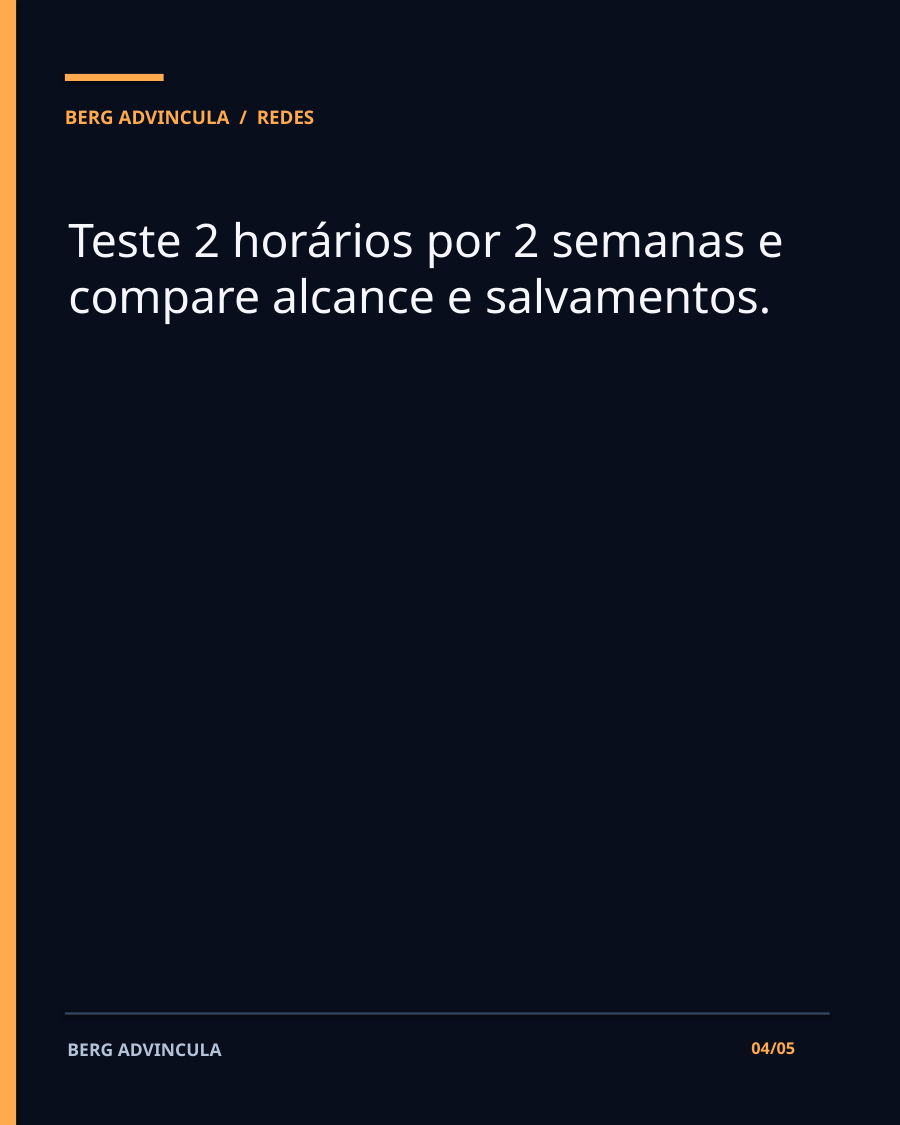 BERG ADVINCULA / REDES
Teste 2 horários por 2 semanas e
compare alcance e salvamentos.
BERG ADVINCULA
04/05